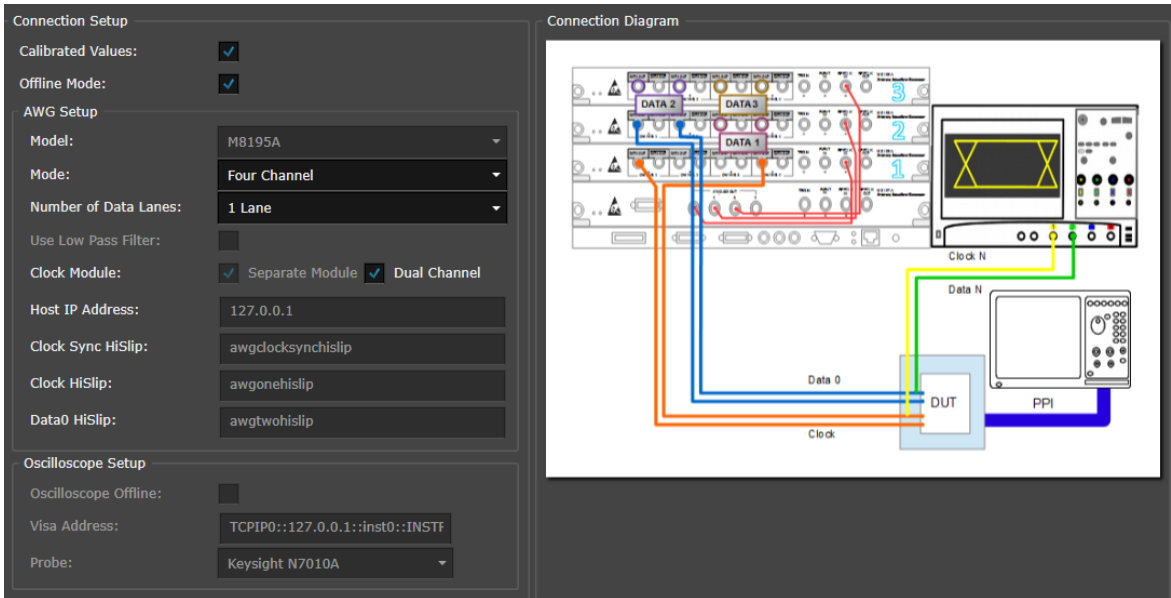 Connection Setup
Calibrated Values:
Offline Mode:
AWG Setup
Model: M8195A
Mode: Four Channel
Number of Data Lanes: 1 Lane
Use Low Pass Filter:
Clock Module: Separate Module Dual Channel
Host IP Address: 127.0.0.1
Clock Sync HiSlip: awgclocksynchislip
Clock HiSlip: awgonehislip
Data0 HiSlip: awgtwohislip
Oscilloscope Setup
Oscilloscope Offline:
Visa Address: TCPIP0::127.0.0.1::inst0::INSTF
Probe: Keysight N7010A
Connection Diagram
3
DATA 2 DATA3
2
DATA 1
1
Clock N
Data N
Data 0
DUT
PPI
Clock